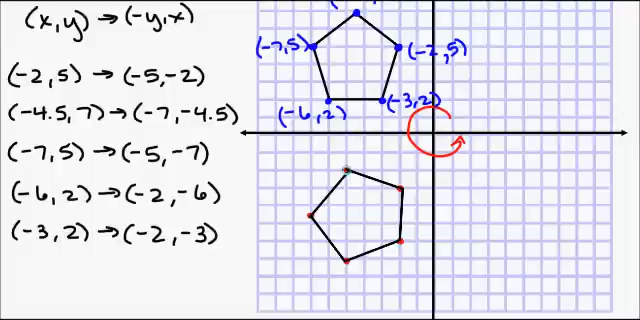 (x,y) → (-y,x)
(-2,5) → (-5,-2)
(-4.5,7) → (-7,-4.5)
(-7,5) → (-5,-7)
(-6,2) → (-2,-6)
(-3,2) → (-2,-3)
(-7,5)
(-2,5)
(-6,2)
(-3,2)